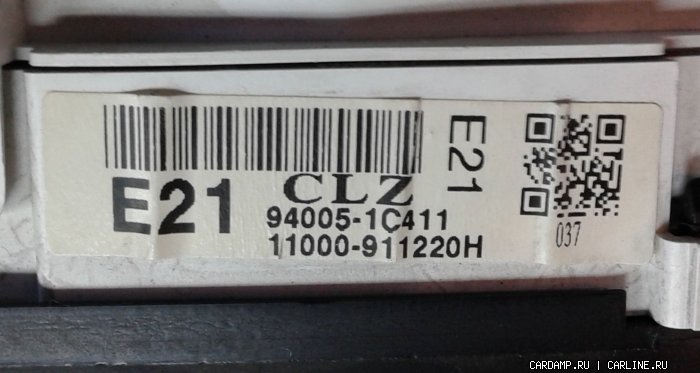 E21
CLZ
94005-1C411
11000-911220H
E21
037
CARDAMP.RU | CARLINE.RU